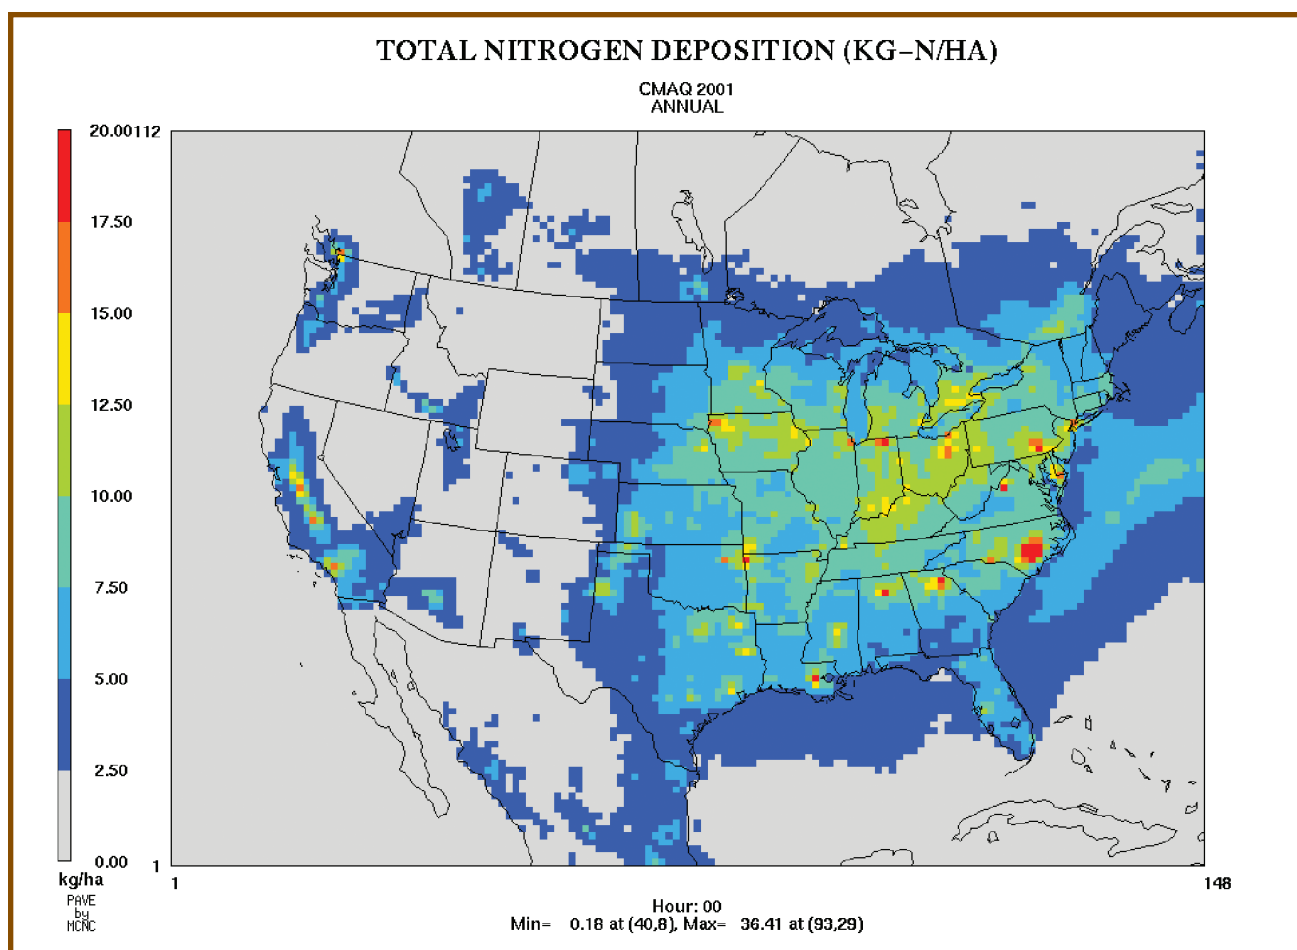 TOTAL NITROGEN DEPOSITION (KG−N/HA)
CMAQ 2001
ANNUAL
20.00
17.50
15.00
12.50
10.00
7.50
5.00
2.50
0.00
kg/ha
PAVE
by
MCNC
112
1
1
148
Hour: 00
Min= 0.18 at (40,8), Max= 36.41 at (93,29)